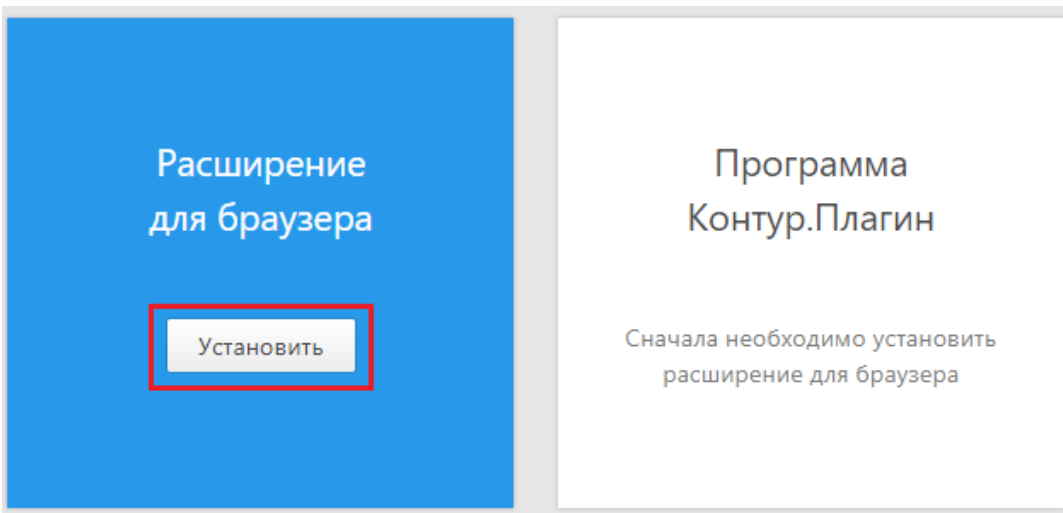 Расширение
для браузера
Установить
Программа
Контур.Плагин
Сначала необходимо установить
расширение для браузера